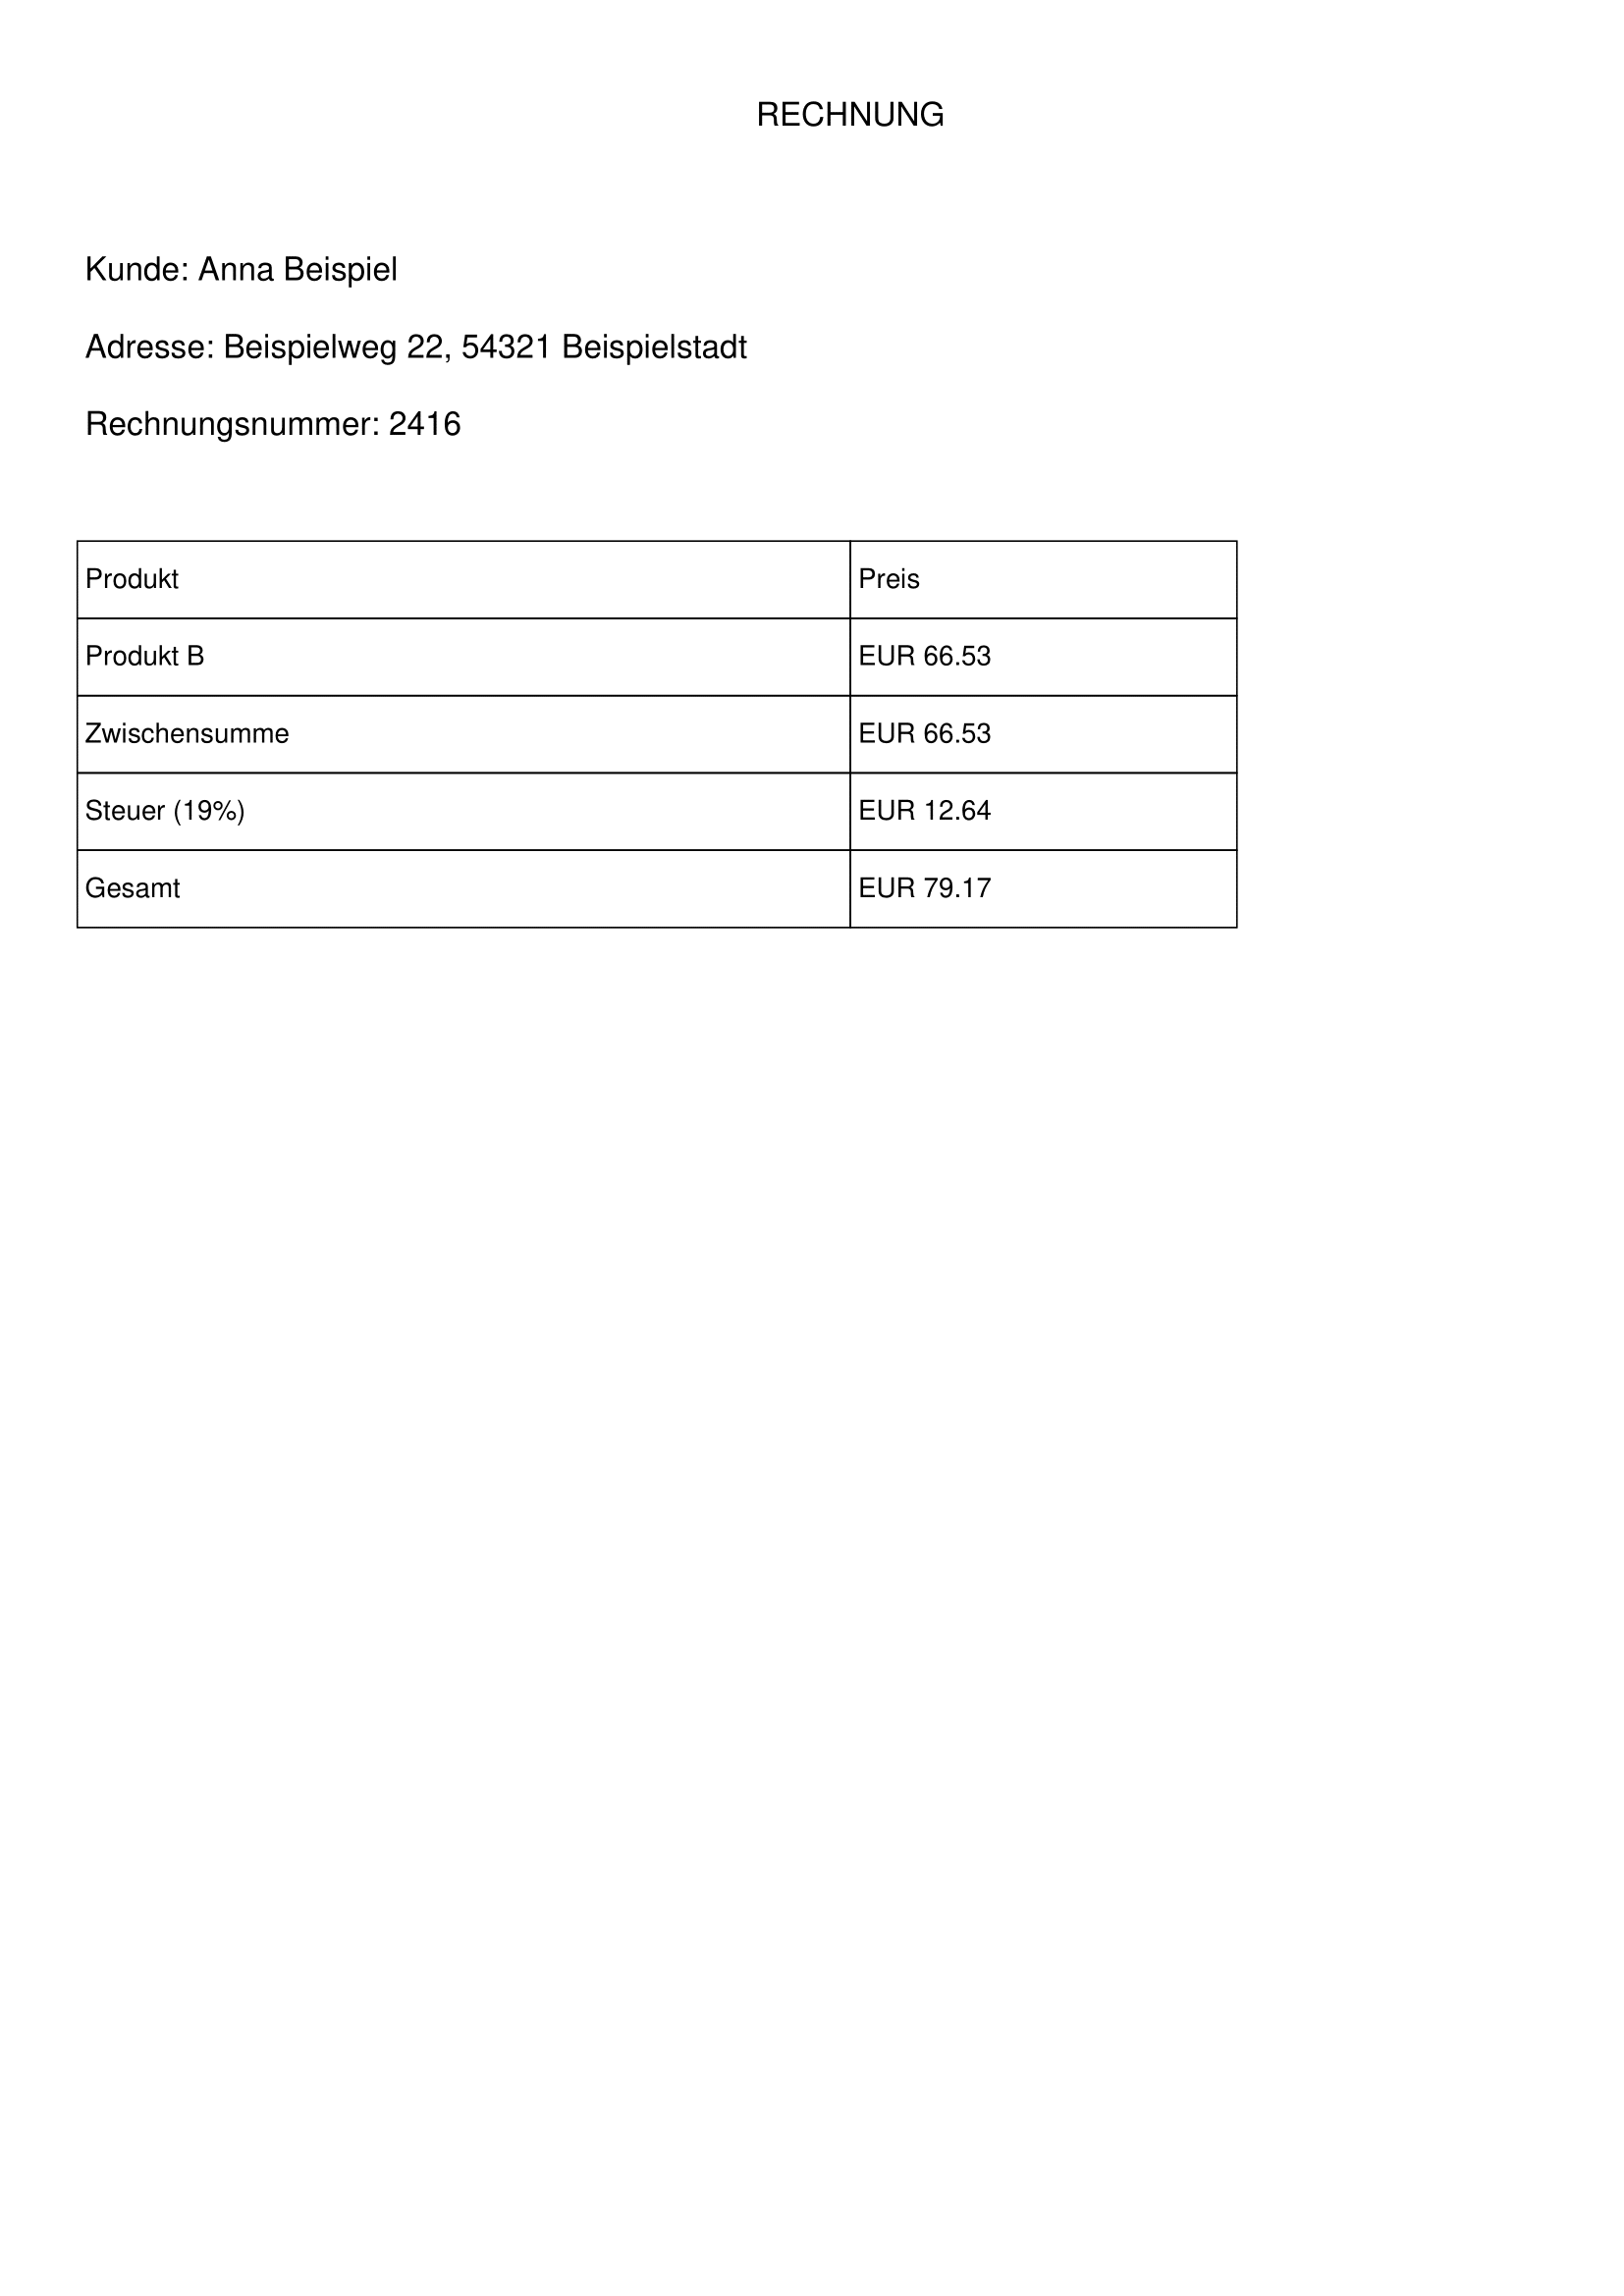 RECHNUNG
Kunde: Anna Beispiel
Adresse: Beispielweg 22, 54321 Beispielstadt
Rechnungsnummer: 2416
Produkt Preis
Produkt B EUR 66.53
Zwischensumme EUR 66.53
Steuer (19%) EUR 12.64
Gesamt EUR 79.17